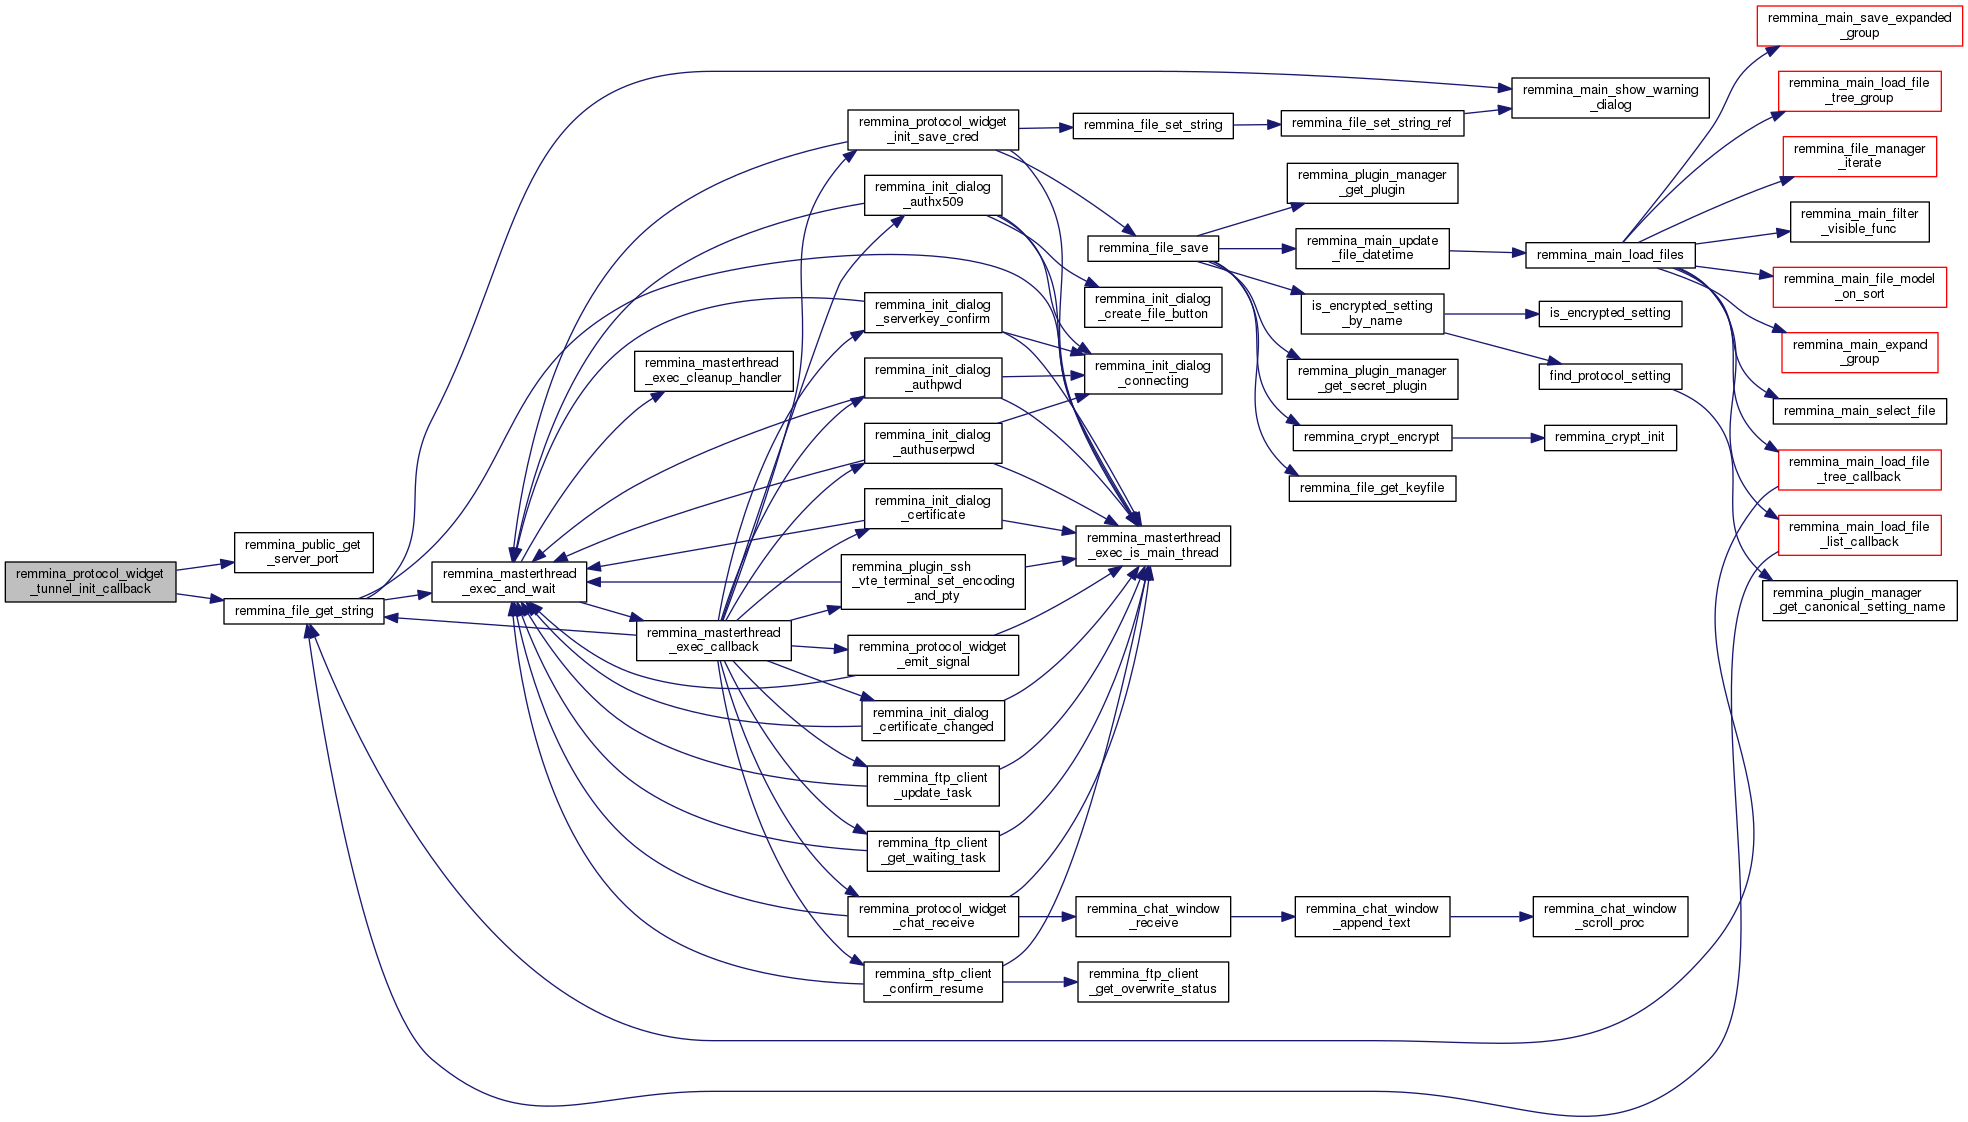 remmina_protocol_widget
_tunnel_init_callback
remmina_public_get
_server_port
remmina_file_get_string
remmina_masterthread
_exec_and_wait
remmina_masterthread
_exec_cleanup_handler
remmina_masterthread
_exec_callback
remmina_protocol_widget
_init_save_cred
remmina_init_dialog
_authx509
remmina_init_dialog
_serverkey_confirm
remmina_init_dialog
_authpwd
remmina_init_dialog
_authuserpwd
remmina_init_dialog
_certificate
remmina_plugin_ssh
_vte_terminal_set_encoding
_and_pty
remmina_protocol_widget
_emit_signal
remmina_init_dialog
_certificate_changed
remmina_ftp_client
_update_task
remmina_ftp_client
_get_waiting_task
remmina_protocol_widget
_chat_receive
remmina_sftp_client
_confirm_resume
remmina_file_set_string
remmina_file_save
remmina_init_dialog
_create_file_button
remmina_init_dialog
_connecting
remmina_masterthread
_exec_is_main_thread
remmina_chat_window
_receive
remmina_ftp_client
_get_overwrite_status
remmina_file_set_string_ref
remmina_plugin_manager
_get_plugin
remmina_main_update
_file_datetime
is_encrypted_setting
_by_name
remmina_plugin_manager
_get_secret_plugin
remmina_crypt_encrypt
remmina_file_get_keyfile
remmina_chat_window
_append_text
remmina_main_show_warning
_dialog
remmina_main_load_files
is_encrypted_setting
find_protocol_setting
remmina_crypt_init
remmina_chat_window
_scroll_proc
remmina_main_save_expanded
_group
remmina_main_load_file
_tree_group
remmina_file_manager
_iterate
remmina_main_filter
_visible_func
remmina_main_file_model
_on_sort
remmina_main_expand
_group
remmina_main_select_file
remmina_main_load_file
_tree_callback
remmina_main_load_file
_list_callback
remmina_plugin_manager
_get_canonical_setting_name